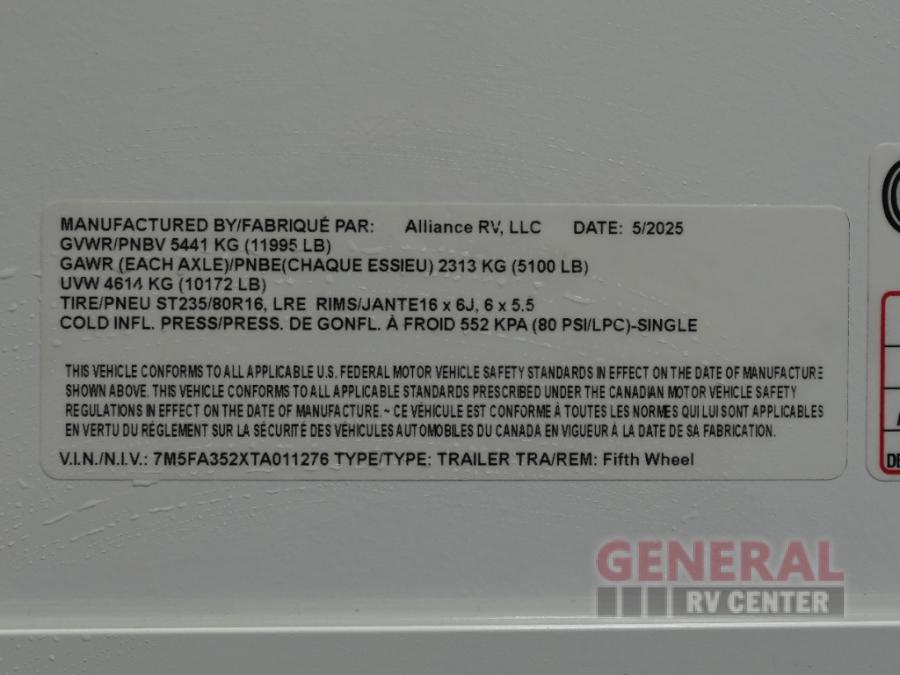 MANUFACTURED BY/FABRIQUÉ PAR: Alliance RV, LLC DATE: 5/2025
GVWR/PNBV 5441 KG (11995 LB)
GAWR (EACH AXLE)/PNBE(CHAQUE ESSIEU) 2313 KG (5100 LB)
UVW 4614 KG (10172 LB)
TIRE/PNEU ST235/80R16, LRE RIMS/JANTE16 x 6J, 6 x 5.5
COLD INFL. PRESS/PRESS. DE GONFL. À FROID 552 KPA (80 PSI/LPC)-SINGLE
THIS VEHICLE CONFORMS TO ALL APPLICABLE U.S. FEDERAL MOTOR VEHICLE SAFETY STANDARDS IN EFFECT ON THE DATE OF MANUFACTURE
SHOWN ABOVE. THIS VEHICLE CONFORMS TO ALL APPLICABLE STANDARDS PRESCRIBED UNDER THE CANADIAN MOTOR VEHICLE SAFETY
REGULATIONS IN EFFECT ON THE DATE OF MANUFACTURE. ~ CE VÉHICULE EST CONFORME À TOUTES LES NORMES QUI LUI SONT APPLICABLES
EN VERTU DU RÉGLEMENT SUR LA SÉCURITÉ DES VÉHICULES AUTOMOBILES DU CANADA EN VIGUEUR À LA DATE DE SA FABRICATION.
V.I.N./N.I.V.: 7M5FA352XTA011276 TYPE/TYPE: TRAILER TRA/REM: Fifth Wheel
GENERAL
RV CENTER